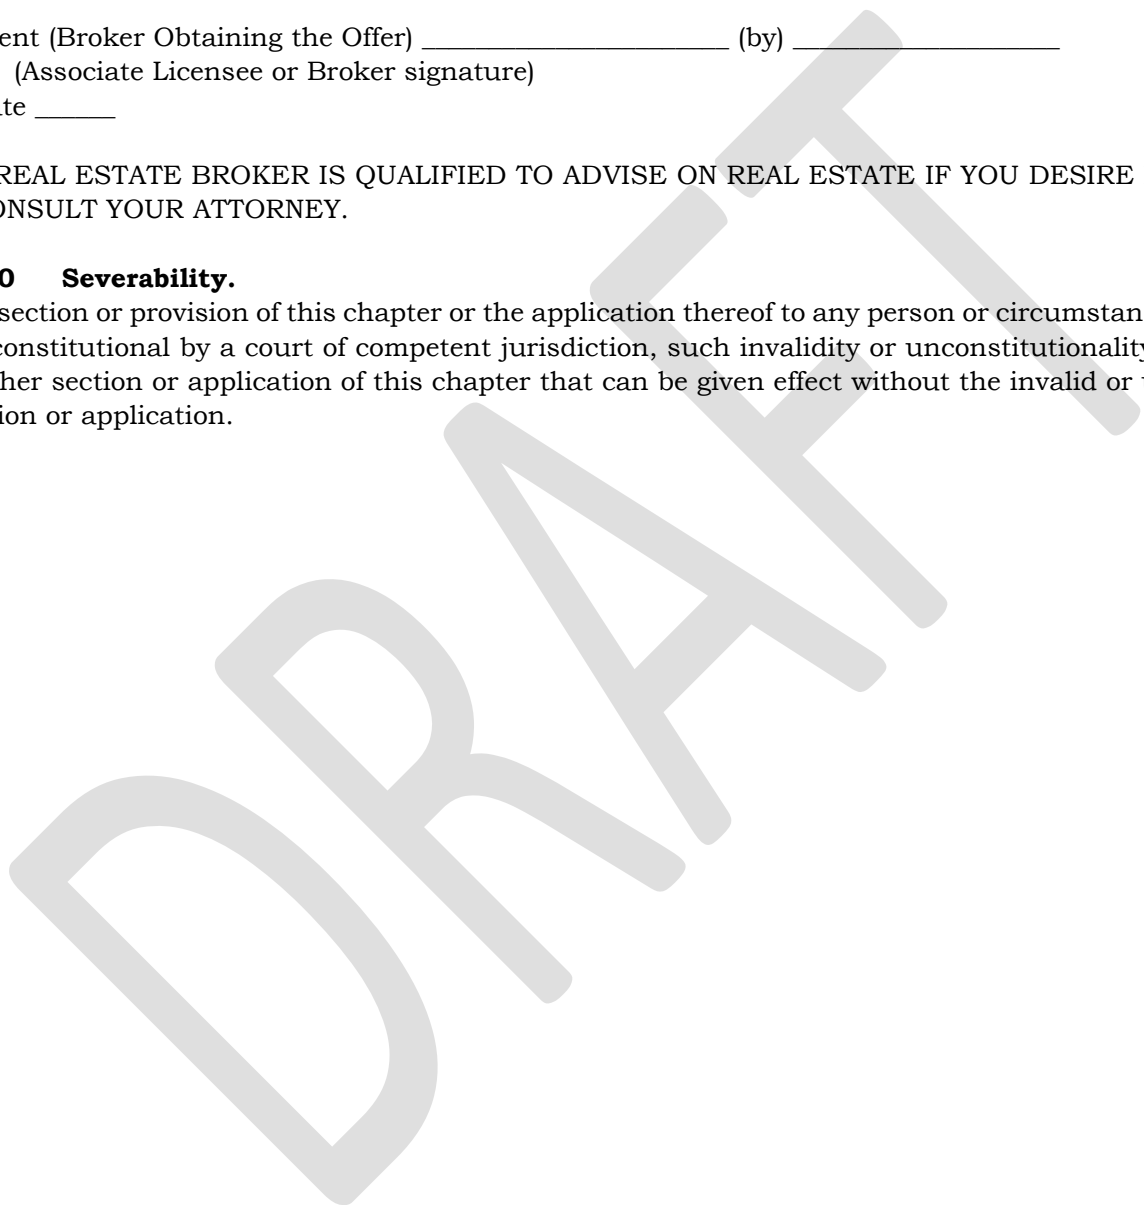 ent (Broker Obtaining the Offer) _______________________ (by) ____________________
(Associate Licensee or Broker signature)
te ______
REAL ESTATE BROKER IS QUALIFIED TO ADVISE ON REAL ESTATE IF YOU DESIRE
ONSULT YOUR ATTORNEY.
0 Severability.
section or provision of this chapter or the application thereof to any person or circumstan
constitutional by a court of competent jurisdiction, such invalidity or unconstitutionality
her section or application of this chapter that can be given effect without the invalid or
ion or application.
DRAFT